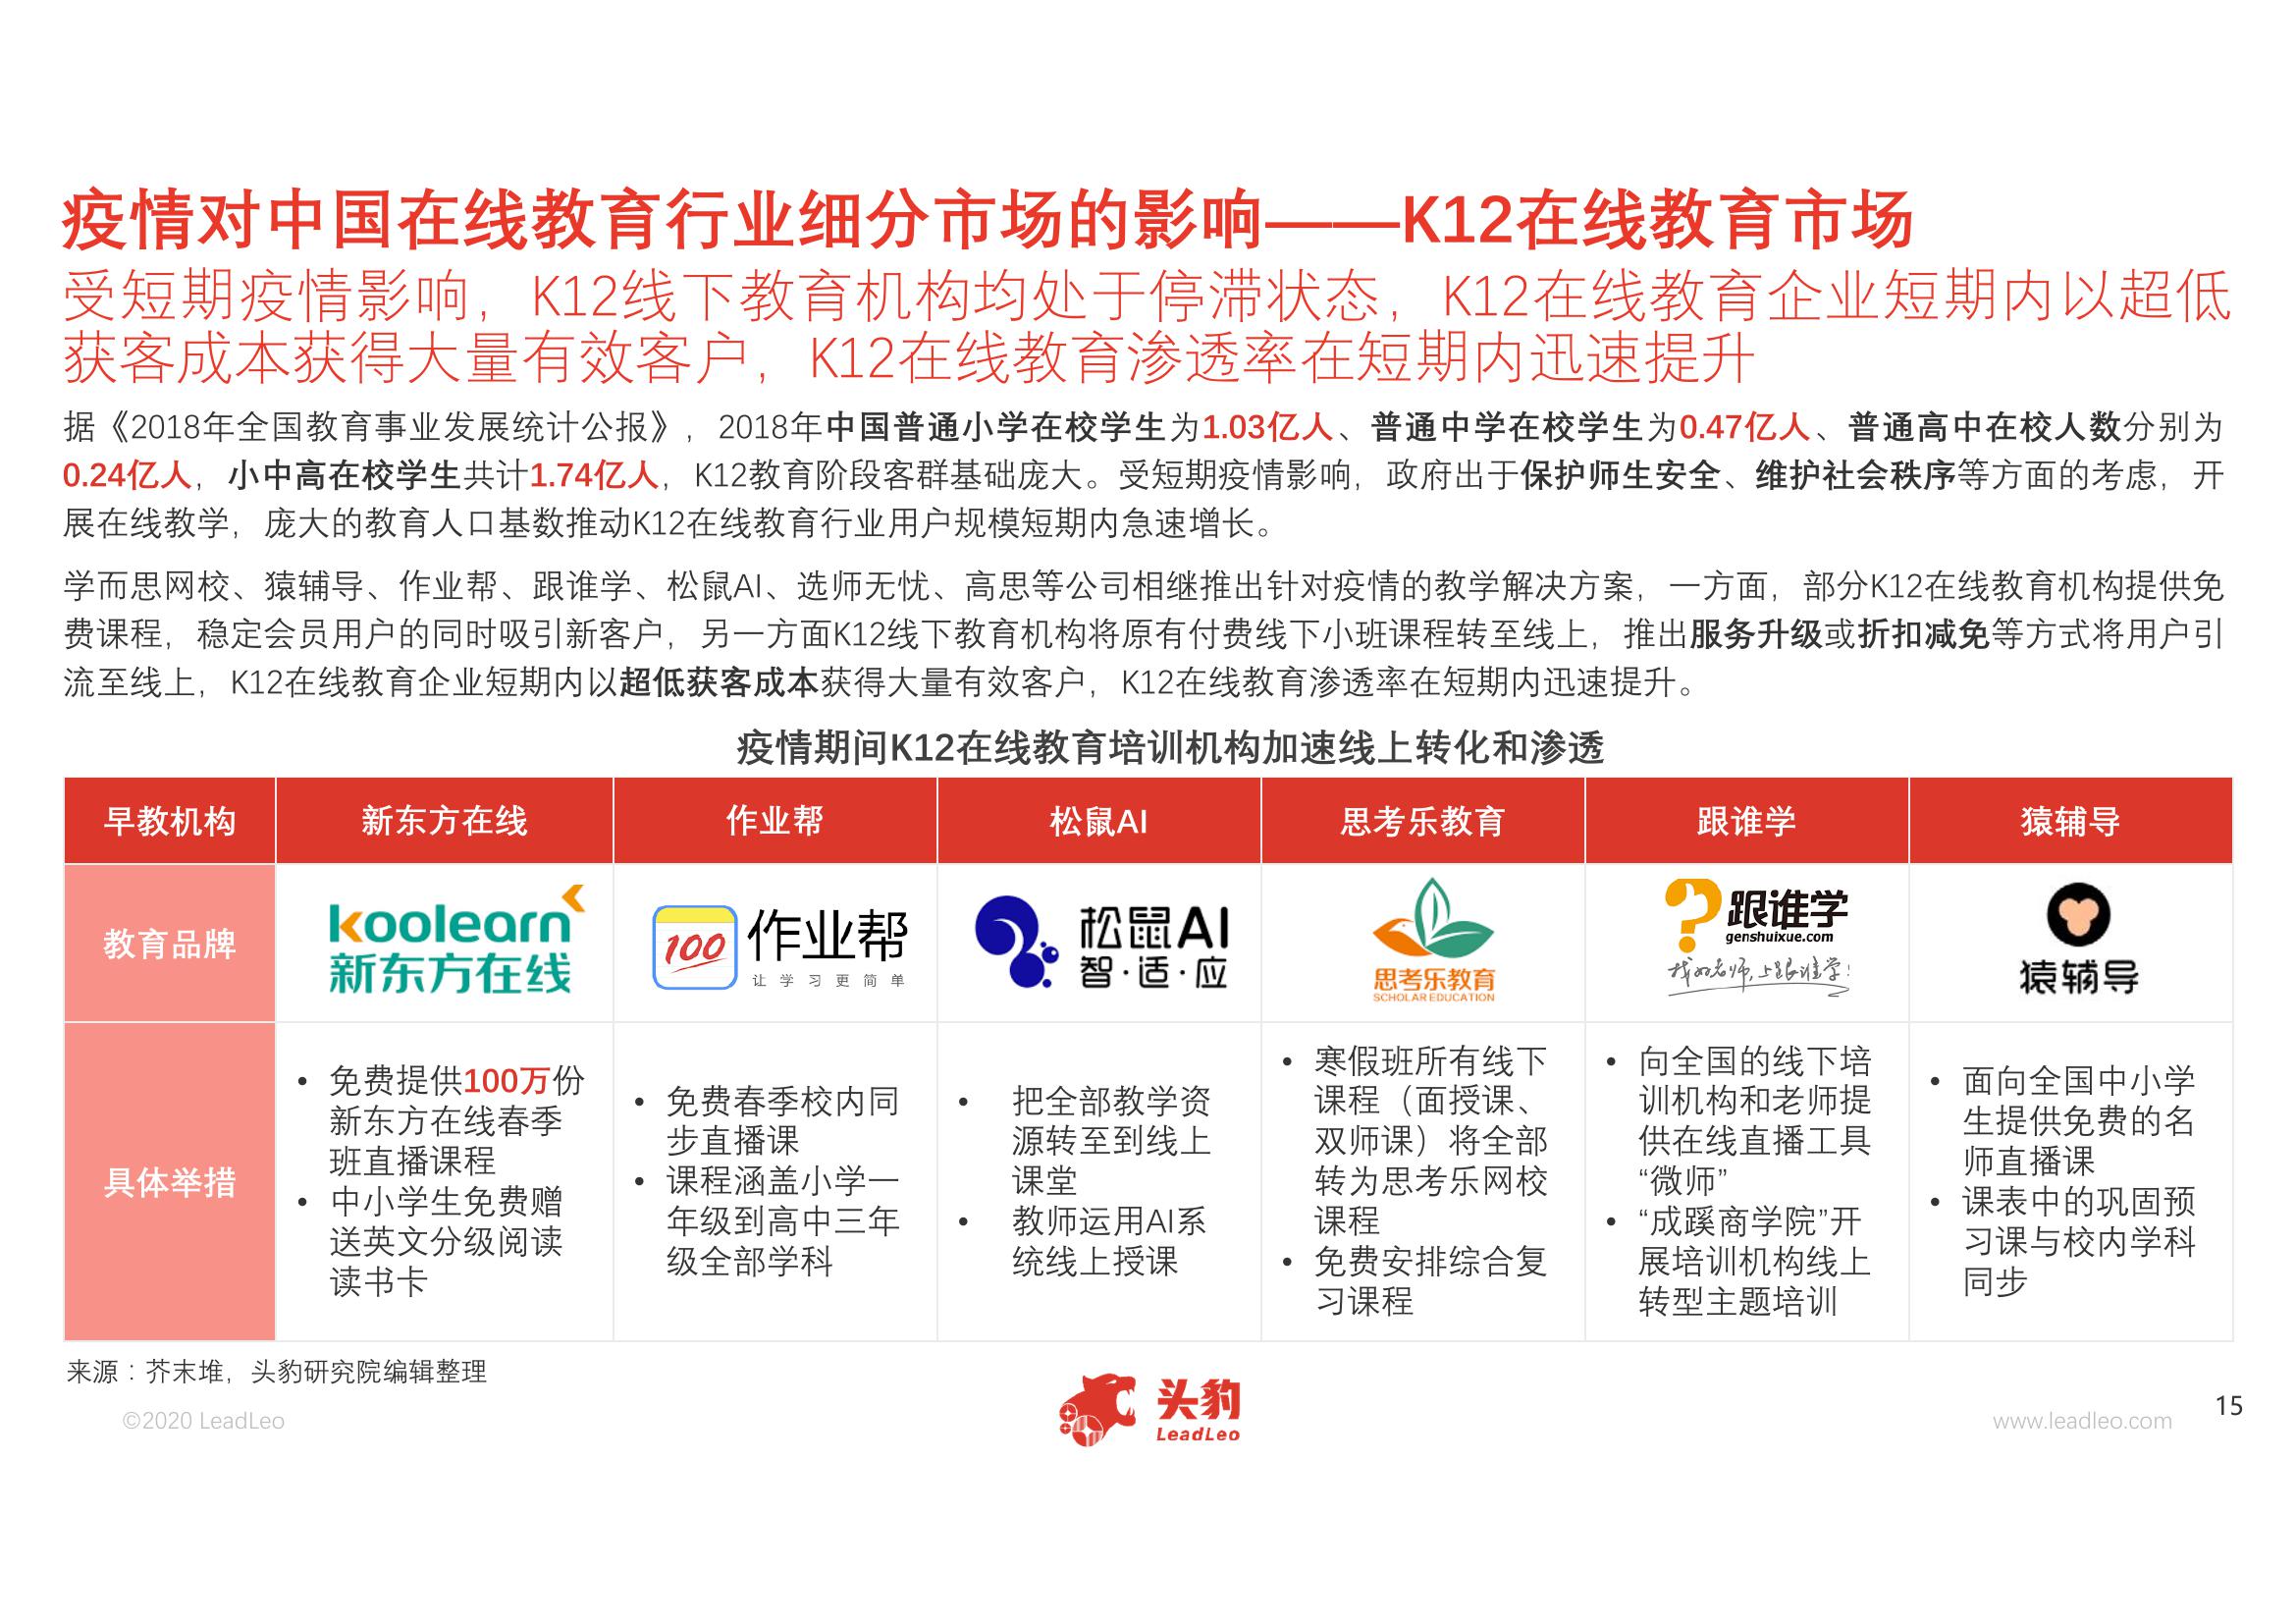 疫情对中国在线教育行业细分市场的影响——K12在线教育市场
受短期疫情影响，K12线下教育机构均处于停滞状态，K12在线教育企业短期内以超低
获客成本获得大量有效客户，K12在线教育渗透率在短期内迅速提升
据《2018年全国教育事业发展统计公报》，2018年中国普通小学在校学生为1.03亿人、普通中学在校学生为0.47亿人、普通高中在校人数分别为
0.24亿人，小中高在校学生共计1.74亿人，K12教育阶段客群基础庞大。受短期疫情影响，政府出于保护师生安全、维护社会秩序等方面的考虑，开
展在线教学，庞大的教育人口基数推动K12在线教育行业用户规模短期内急速增长。
学而思网校、猿辅导、作业帮、跟谁学、松鼠AI、选师无忧、高思等公司相继推出针对疫情的教学解决方案，一方面，部分K12在线教育机构提供免
费课程，稳定会员用户的同时吸引新客户，另一方面K12线下教育机构将原有付费线下小班课程转至线上，推出服务升级或折扣减免等方式将用户引
流至线上，K12在线教育企业短期内以超低获客成本获得大量有效客户，K12在线教育渗透率在短期内迅速提升。
疫情期间K12在线教育培训机构加速线上转化和渗透
早教机构
新东方在线
作业帮
松鼠AI
思考乐教育
跟谁学
猿辅导
教育品牌
koolearn
新东方在线
100
作业帮
让学习更简单
松鼠AI
智·适·应
思考乐教育
SCHOLAR EDUCATION
跟谁学
genshuixue.com
找好老师,上跟谁学!
猿辅导
具体举措
• 免费提供100万份
新东方在线春季
班直播课程
• 中小学生免费赠
送英文分级阅读
读书卡
• 免费春季校内同
步直播课
• 课程涵盖小学一
年级到高中三年
级全部学科
• 把全部教学资
源转至到线上
课堂
• 教师运用AI系
统线上授课
• 寒假班所有线下
课程（面授课、
双师课）将全部
转为思考乐网校
课程
• 免费安排综合复
习课程
• 向全国的线下培
训机构和老师提
供在线直播工具
“微师”
• “成蹊商学院”开
展培训机构线上
转型主题培训
• 面向全国中小学
生提供免费的名
师直播课
• 课表中的巩固预
习课与校内学科
同步
来源：芥末堆，头豹研究院编辑整理
©2020 LeadLeo
头豹
LeadLeo
www.leadleo.com
15